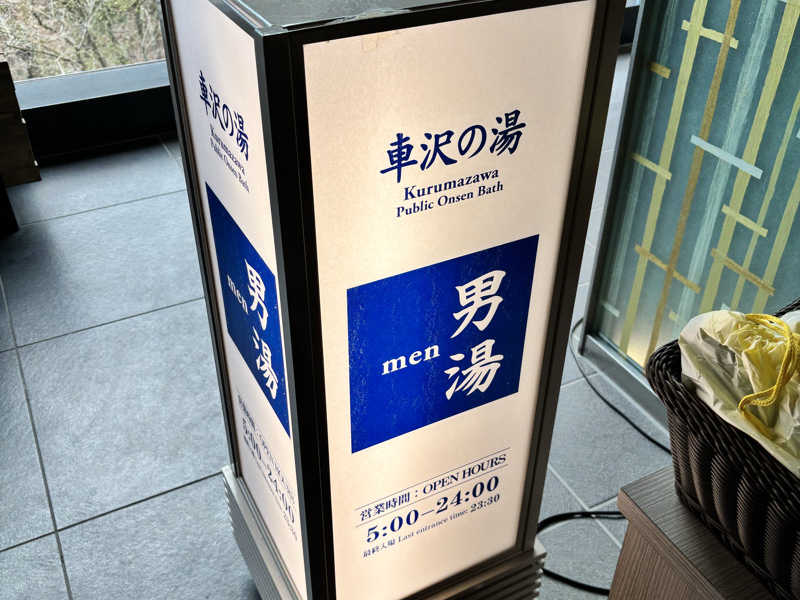 車沢の湯
Kurumazawa
Public Onsen Bath
男湯
men
車沢の湯
Kurumazawa
Public Onsen Bath
男湯
men
営業時間：OPEN HOURS
5:00–24:00
最終入場 Last entrance time: 23:30